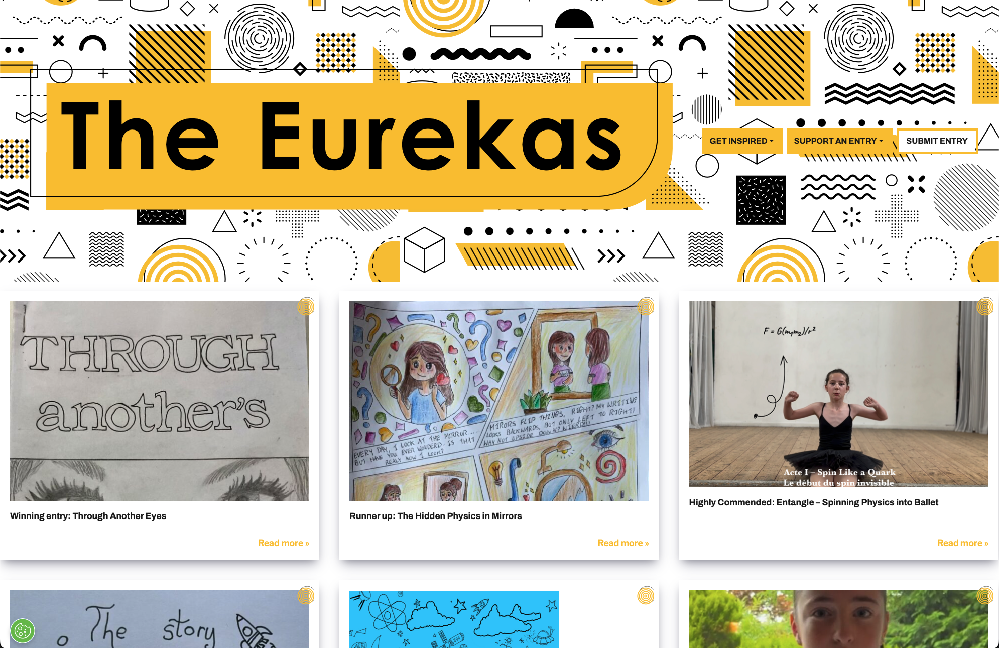 The Eurekas
GET INSPIRED
SUPPORT AN ENTRY
SUBMIT ENTRY
THROUGH
another's
Winning entry: Through Another Eyes
Read more »
EVERY DAY, I LOOK AT THE MIRROR...
BUT HAVE YOU EVER WONDERD, IS THAT
REALY HOW I LOOK?
MIRORS FLIP THINGS, RIGHT? MY WRITING
LOOKS BACKWARDS, BUT ONLY LEFT TO RIGHT!
WHY NOT UPSIDE DOWN? WIERD!!!
Runner up: The Hidden Physics in Mirrors
Read more »
F = G(m₁m₂)/r²
Acte I – Spin Like a Quark
Le début du spin invisible
Highly Commended: Entangle – Spinning Physics into Ballet
Read more »
The story